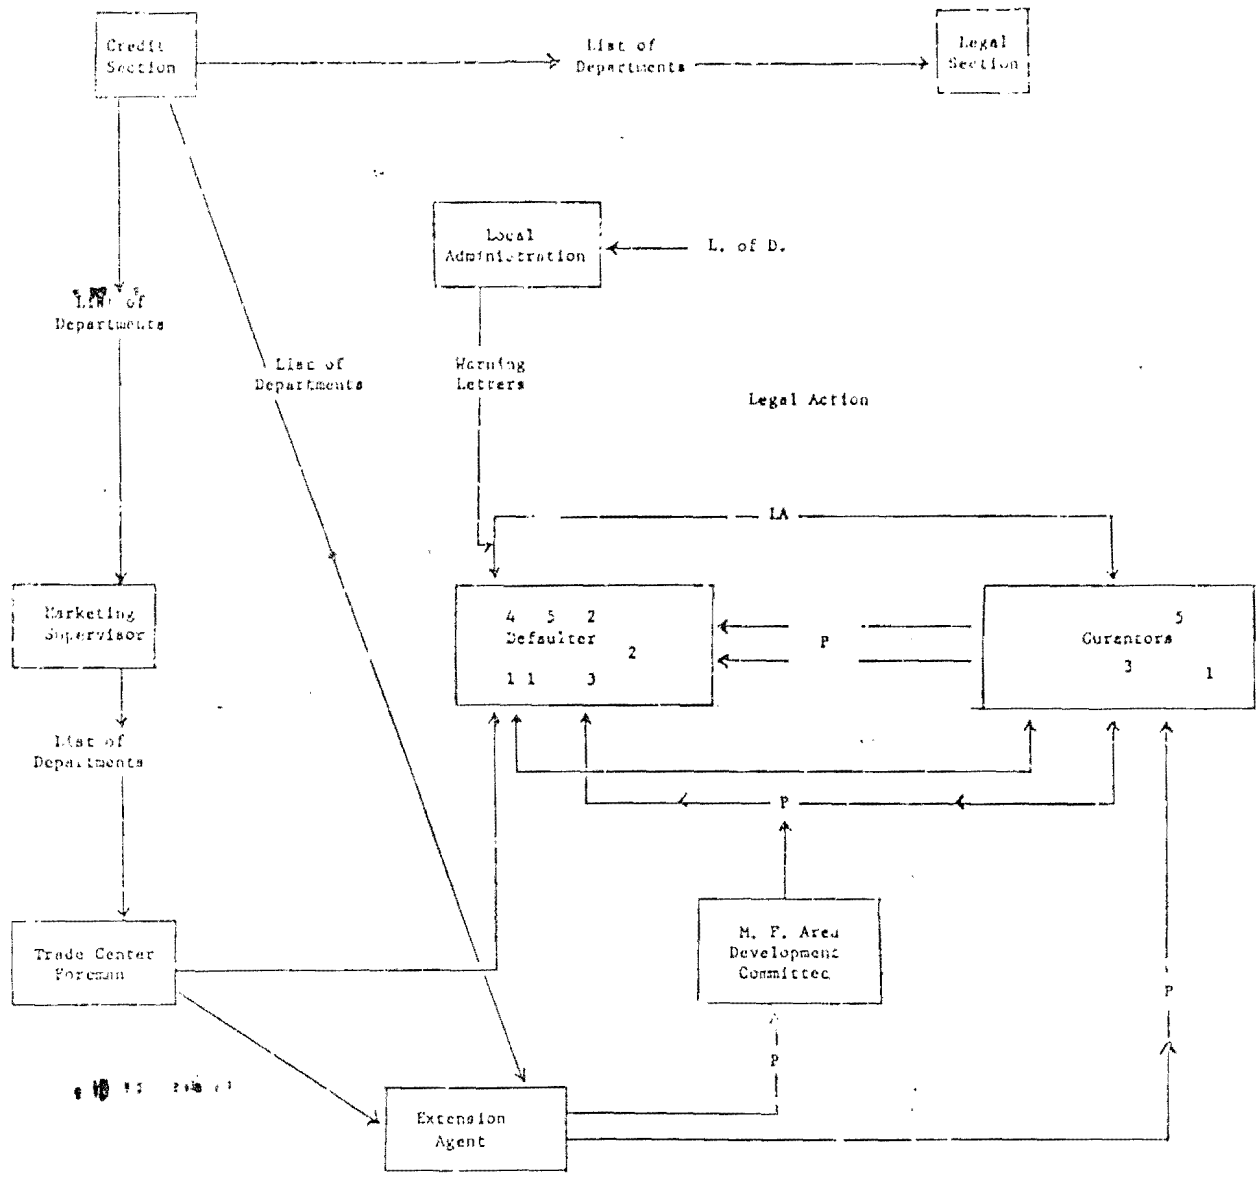 Credit
Section
List of
Departments
Legal
Section
Local
Administration
L. of D.
List of
Departments
List of
Departments
Warning
Letters
Legal Action
LA
Marketing
Supervisor
4 5 2
Defaulter
2
1 1 3
P
5
Gurantors
3
1
List of
Departments
P
Trade Center
Foreman
M. F. Area
Development
Committee
P
P
Extension
Agent